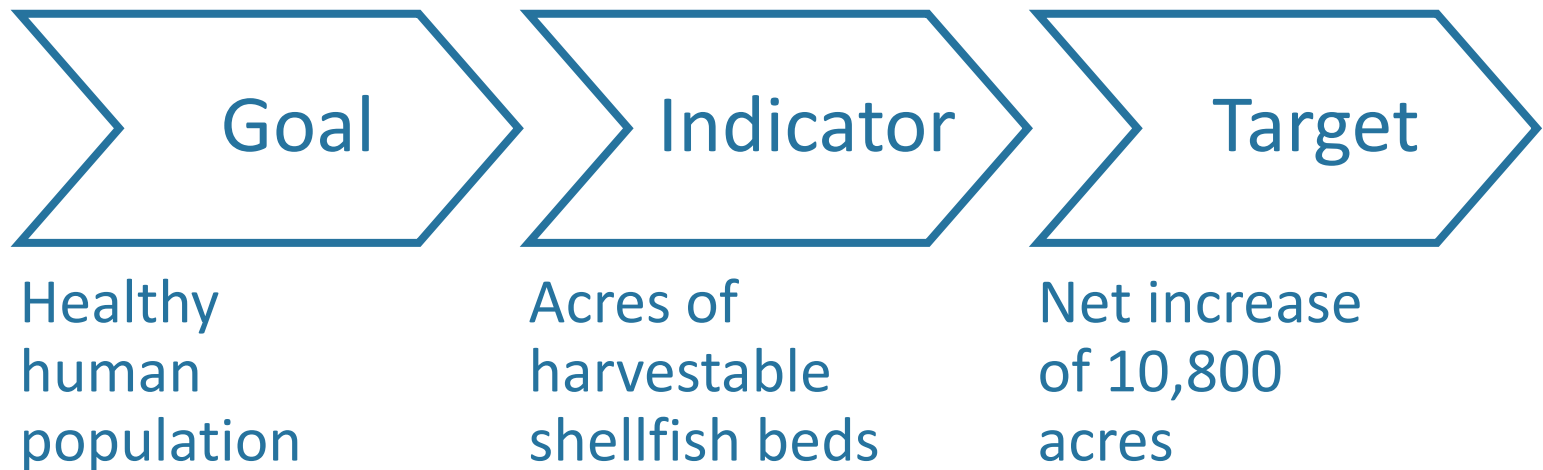 Goal
Indicator
Target
Healthy
human
population
Acres of
harvestable
shellfish beds
Net increase
of 10,800
acres